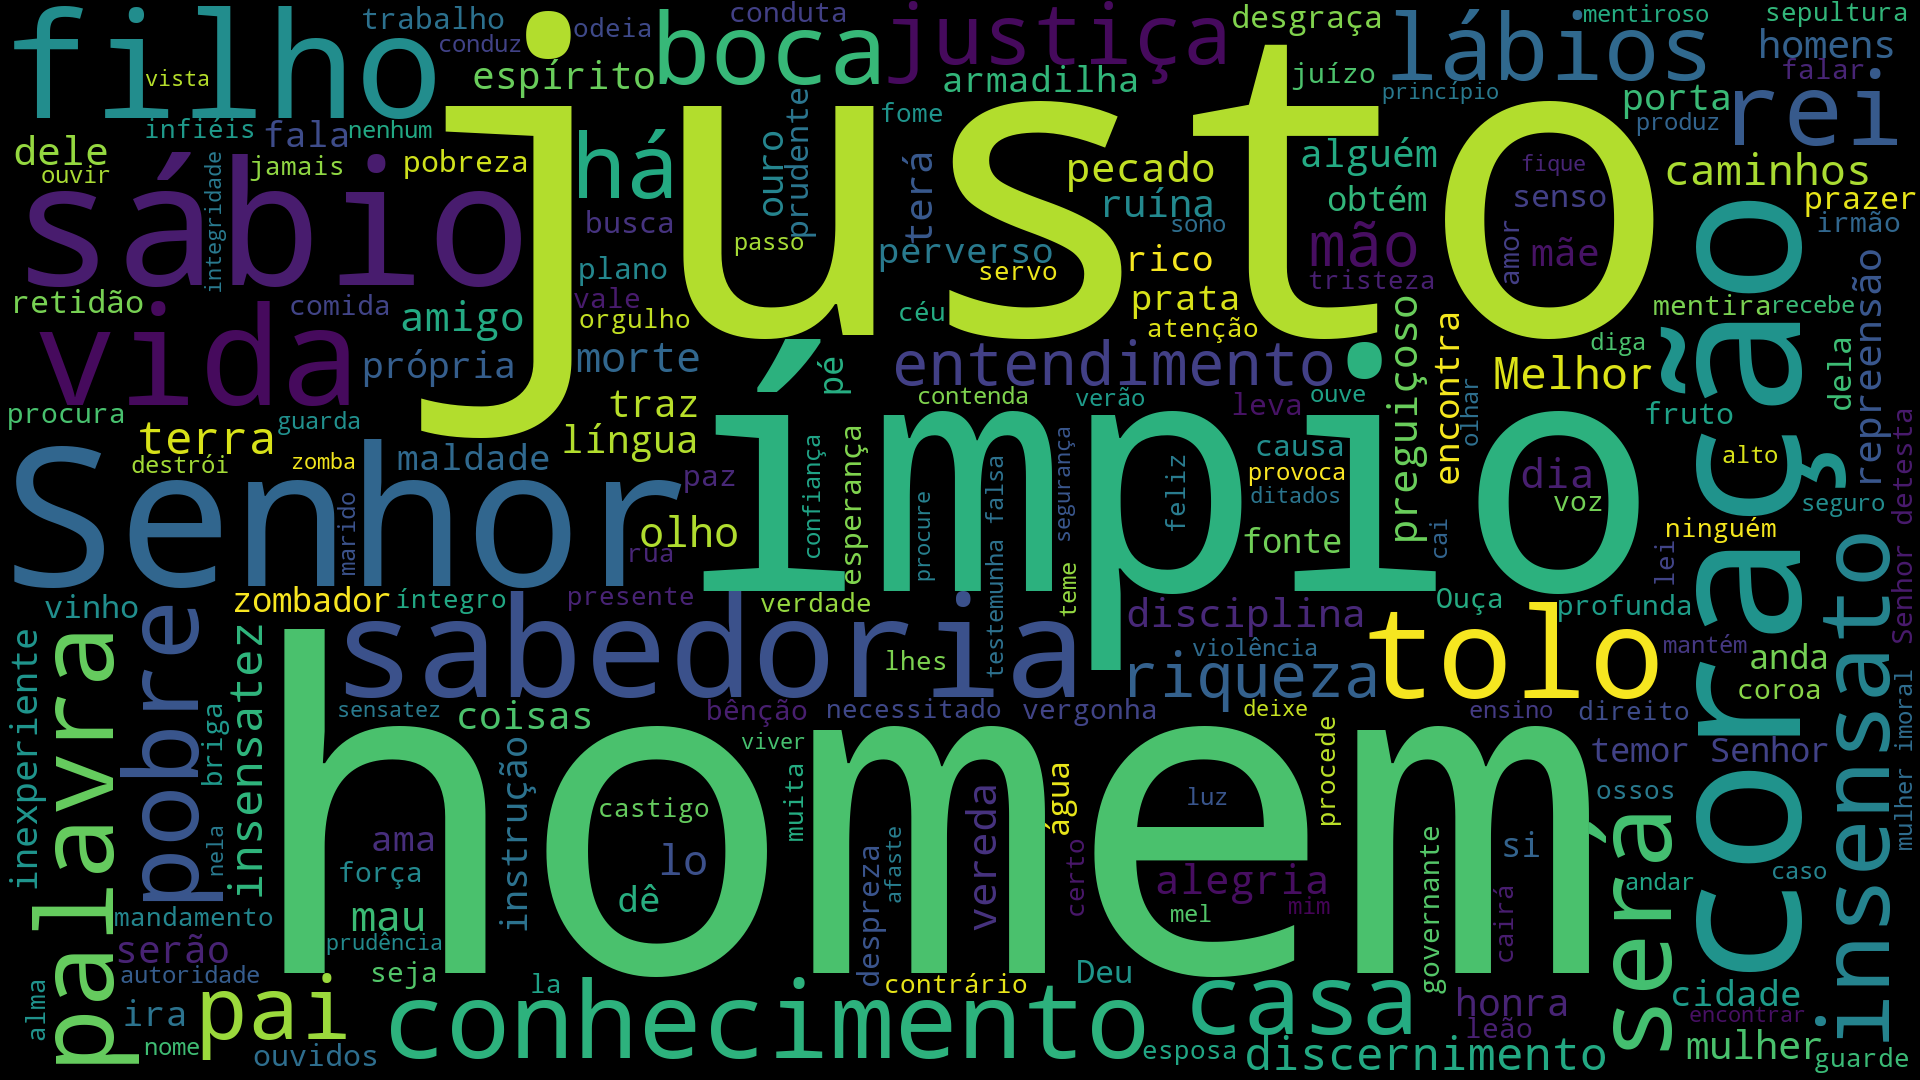 filho
trabalho
conduz
odeia
conduta
boca
justiça
desgraça
lábios
mentiroso
sepultura
homens
vista
espírito
armadilha
juízo
princípio
falar
porta
rei
produz
infiéis
fala
nenhum
justo
prudente
fome
dele
ouvir
jamais
pobreza
há
ouro
terá
pecado
alguém
fique
caminhos
sábio
integridade
busca
passo
ruína
obtém
senso
prazer
irmão
sono
mão
amor
mãe
perverso
rico
plano
servo
tristeza
repreensão
retidão
comida
vale
prata
mentira
recebe
vida
amigo
orgulho
céu
atenção
preguiçoso
encontra
coração
própria
morte
pé
entendimento
diga
Melhor
dela
procura
guarda
traz
contenda
verão
leva
ouve
olhar
fruto
detesta
terra
língua
ímpio
causa
destrói
zomba
maldade
paz
confiança
esperança
segurança
feliz
provoca
dia
alto
Senhor
marido
olho
procure
testemunha falsa
ditados
voz
seguro
rua
fonte
cai
ninguém
lei
insensato
Senhor detesta
vinho
zombador
íntegro
presente
verdade
teme
disciplina
Ouça
profunda
inexperiente
palavra
pobre
insensatez
sabedoria
lhes
violência
riqueza
tolo
mantém
anda
coroa
mulher imoral
briga
sensatez
coisas
bênção
necessitado
vergonha
deixe
ensino
direito
viver
temor Senhor
homem
instrução
muita
água
luz
procede
ossos
nela
castigo
vereda
ama
lo
despreza
afaste
certo
governante
si
será
caso
força
alegria
andar
dê
mau
mel
mim
cairá
mandamento
serão
prudência
autoridade
seja
la
contrário
Deu
alma
ira
pai
conhecimento
casa
honra
cidade
leão
encontrar
nome
ouvidos
esposa
discernimento
mulher
guarde